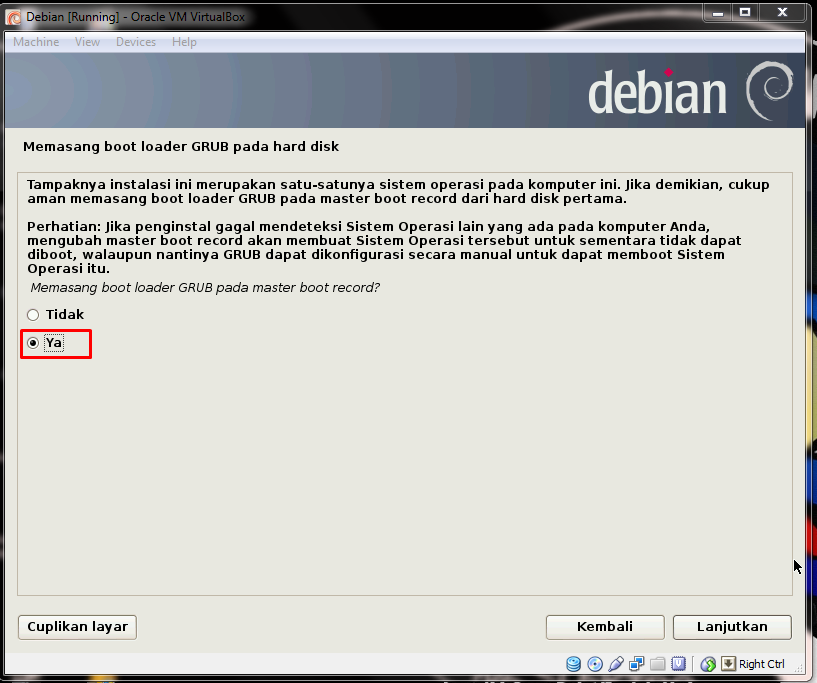 Debian [Running] - Oracle VM VirtualBox
Machine View Devices Help
debian
Memasang boot loader GRUB pada hard disk
Tampaknya instalasi ini merupakan satu-satunya sistem operasi pada komputer ini. Jika demikian, cukup
aman memasang boot loader GRUB pada master boot record dari hard disk pertama.
Perhatian: Jika penginstal gagal mendeteksi Sistem Operasi lain yang ada pada komputer Anda,
mengubah master boot record akan membuat Sistem Operasi tersebut untuk sementara tidak dapat
diboot, walaupun nantinya GRUB dapat dikonfigurasi secara manual untuk dapat memboot Sistem
Operasi itu.
Memasang boot loader GRUB pada master boot record?
Tidak
Ya
Cuplikan layar Kembali Lanjutkan
Right Ctrl